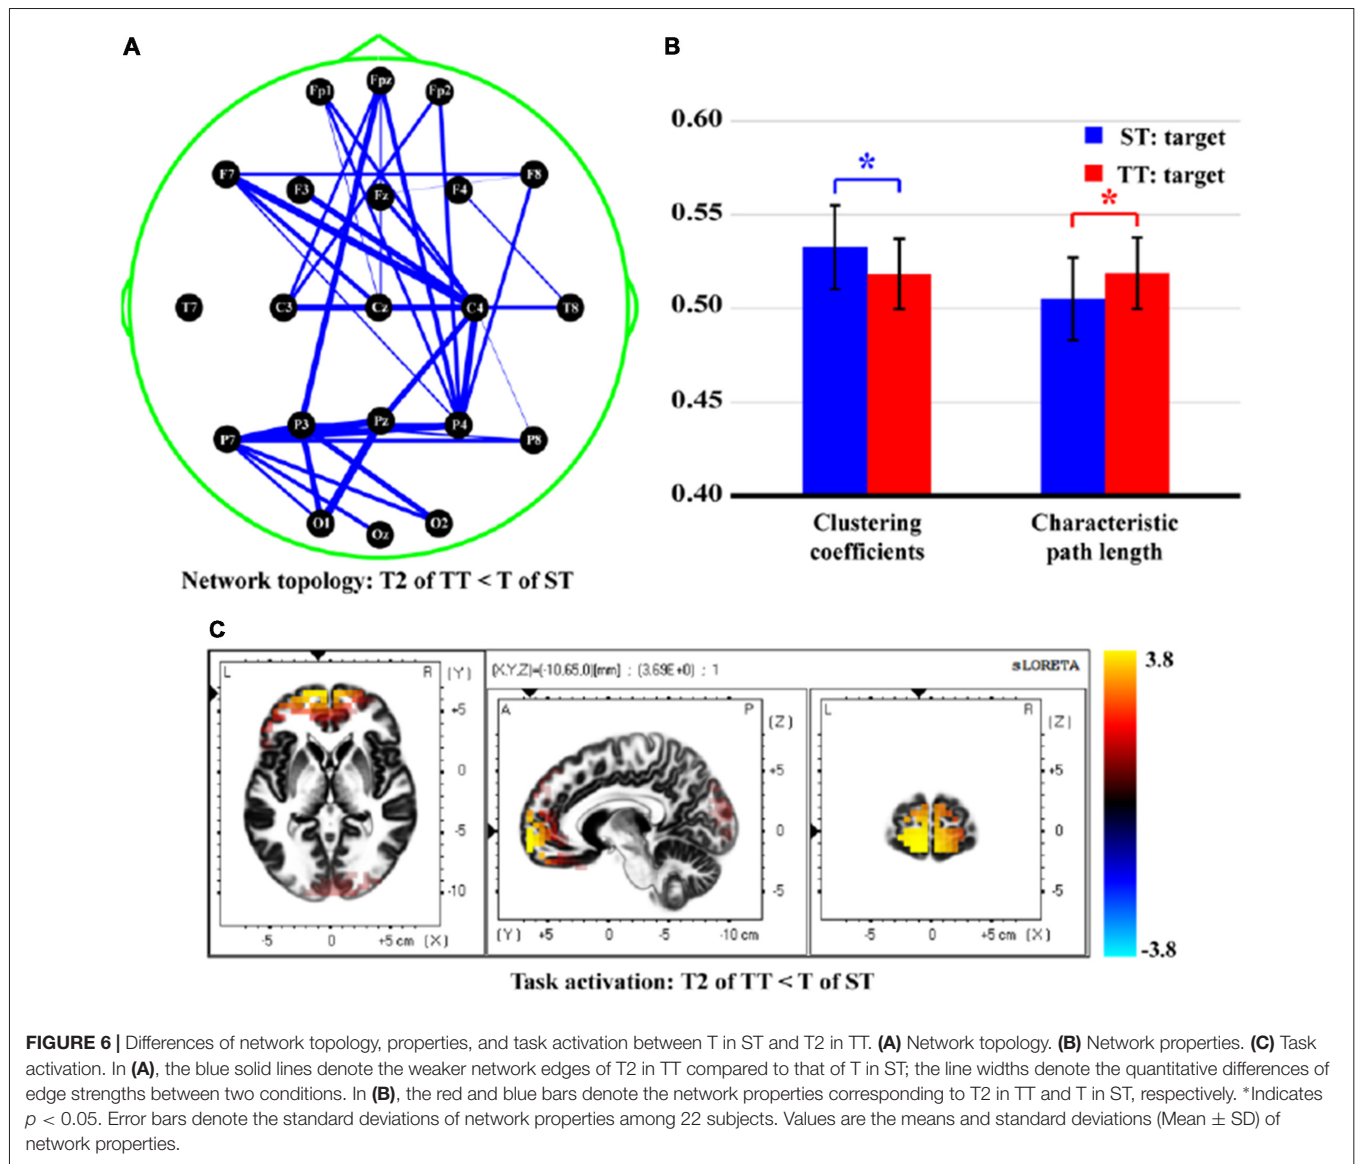 A
Fp1 Fpz Fp2
F7 F3 Fz F4 F8
T7 C3 Cz C4 T8
P7 P3 Pz P4 P8
O1 Oz O2
Network topology: T2 of TT < T of ST
B
0.60
0.55
0.50
0.45
0.40
ST: target
TT: target
*
*
Clustering
coefficients
Characteristic
path length
C
L R (Y)
+5
0
-5
-10
-5 0 +5 cm (X)
(X,Y,Z)=(-10,65,0)[mm] ; (3.69E+0) ; 1
sLORETA
A P (Z)
+5
0
-5
(Y) +5 0 -5 -10 cm
L R (Z)
+5
0
-5
-5 0 +5 cm (X)
3.8
-3.8
Task activation: T2 of TT < T of ST
FIGURE 6 | Differences of network topology, properties, and task activation between T in ST and T2 in TT. (A) Network topology. (B) Network properties. (C) Task
activation. In (A), the blue solid lines denote the weaker network edges of T2 in TT compared to that of T in ST; the line widths denote the quantitative differences of
edge strengths between two conditions. In (B), the red and blue bars denote the network properties corresponding to T2 in TT and T in ST, respectively. *Indicates
p < 0.05. Error bars denote the standard deviations of network properties among 22 subjects. Values are the means and standard deviations (Mean ± SD) of
network properties.